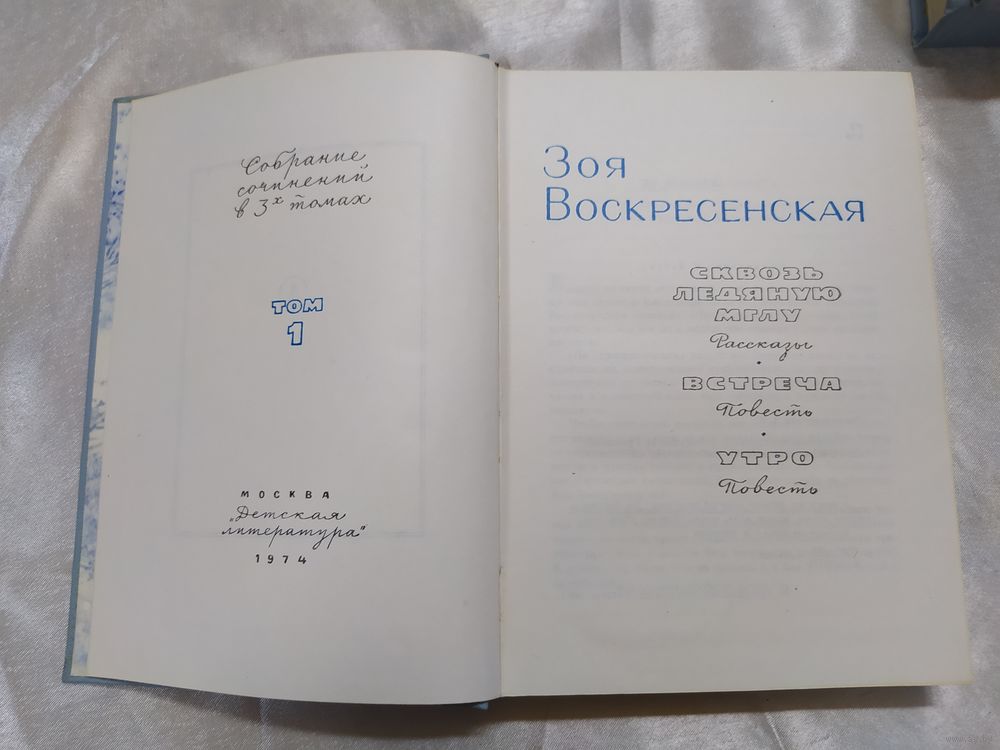 Собрание
сочинений
в 3х томах
ТОМ
1
МОСКВА
„Детская
литература"
1974
Зоя
Воскресенская
СКВОЗЬ
ЛЕДЯНУЮ
МГЛУ
Рассказы
•
ВСТРЕЧА
Повесть
•
УТРО
Повесть